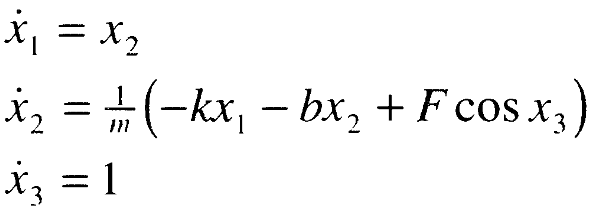 ẋ₁ = x₂
ẋ₂ = 1/m (−kx₁ − bx₂ + F cos x₃)
ẋ₃ = 1